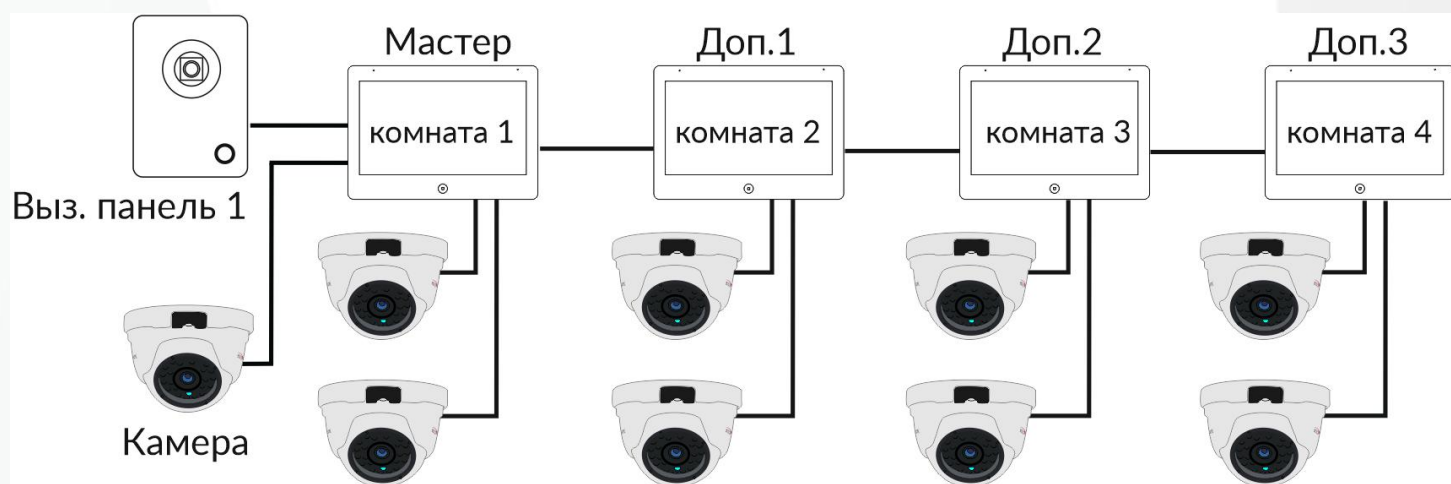 Мастер
Доп.1
Доп.2
Доп.3
комната 1
комната 2
комната 3
комната 4
Выз. панель 1
Камера